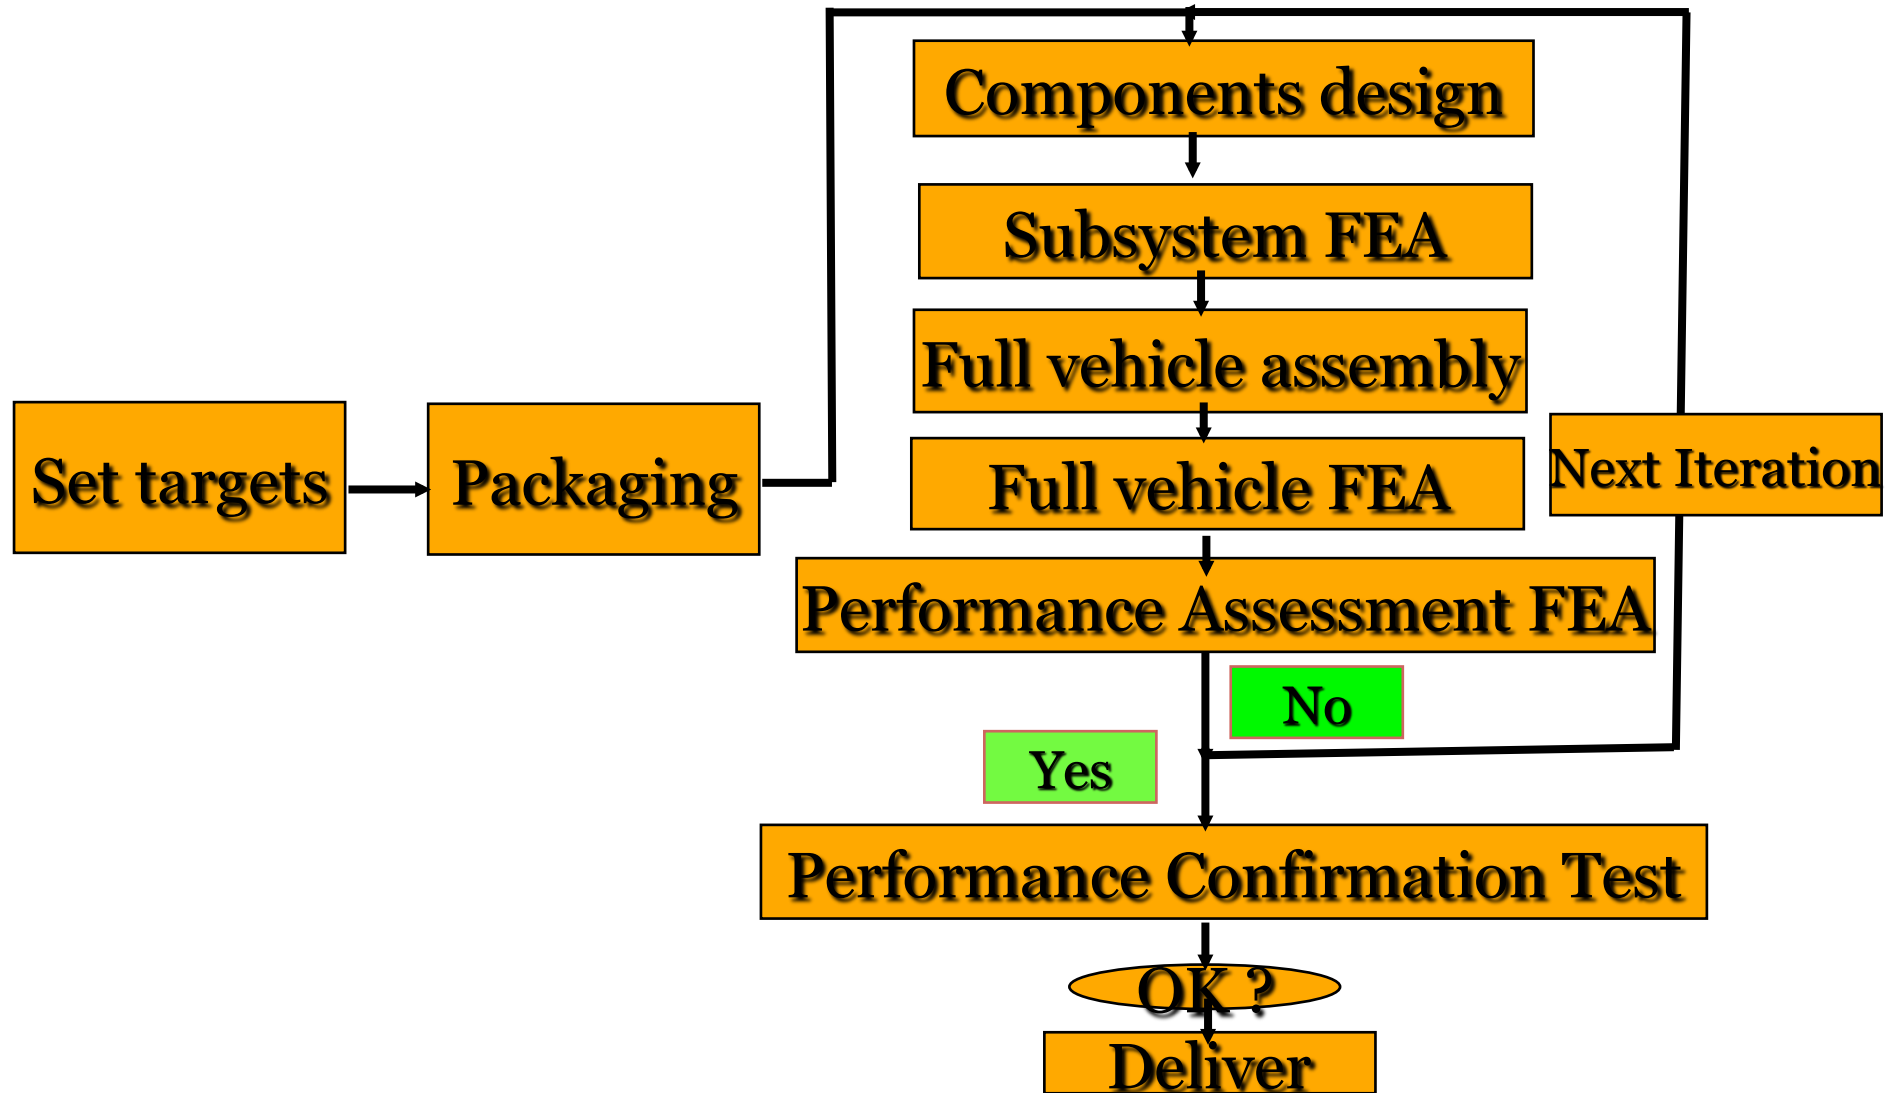 Components design
Subsystem FEA
Full vehicle assembly
Set targets
Packaging
Full vehicle FEA
Next Iteration
Performance Assessment FEA
No
Yes
Performance Confirmation Test
OK ?
Deliver